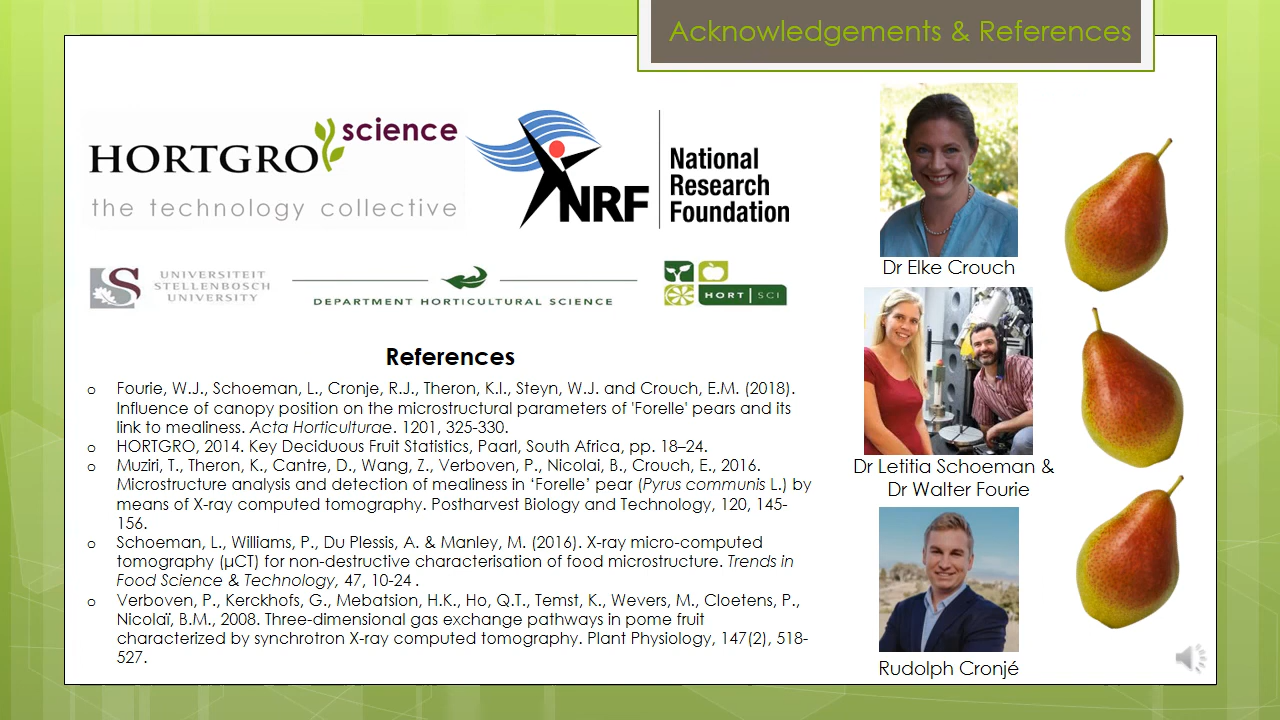 Acknowledgements & References
HORTGRO science
the technology collective
NRF
National
Research
Foundation
UNIVERSITEIT
STELLENBOSCH
UNIVERSITY
DEPARTMENT HORTICULTURAL SCIENCE
HORT | SCI
References
o Fourie, W.J., Schoeman, L., Cronje, R.J., Theron, K.I., Steyn, W.J. and Crouch, E.M. (2018).
Influence of canopy position on the microstructural parameters of 'Forelle' pears and its
link to mealiness. Acta Horticulturae. 1201, 325-330.
o HORTGRO, 2014. Key Deciduous Fruit Statistics, Paarl, South Africa, pp. 18–24.
o Muziri, T., Theron, K., Cantre, D., Wang, Z., Verboven, P., Nicolai, B., Crouch, E., 2016.
Microstructure analysis and detection of mealiness in ‘Forelle’ pear (Pyrus communis L.) by
means of X-ray computed tomography. Postharvest Biology and Technology, 120, 145-
156.
o Schoeman, L., Williams, P., Du Plessis, A. & Manley, M. (2016). X-ray micro-computed
tomography (µCT) for non-destructive characterisation of food microstructure. Trends in
Food Science & Technology, 47, 10-24 .
o Verboven, P., Kerckhofs, G., Mebatsion, H.K., Ho, Q.T., Temst, K., Wevers, M., Cloetens, P.,
Nicolaï, B.M., 2008. Three-dimensional gas exchange pathways in pome fruit
characterized by synchrotron X-ray computed tomography. Plant Physiology, 147(2), 518-
527.
Dr Elke Crouch
Dr Letitia Schoeman &
Dr Walter Fourie
Rudolph Cronjé